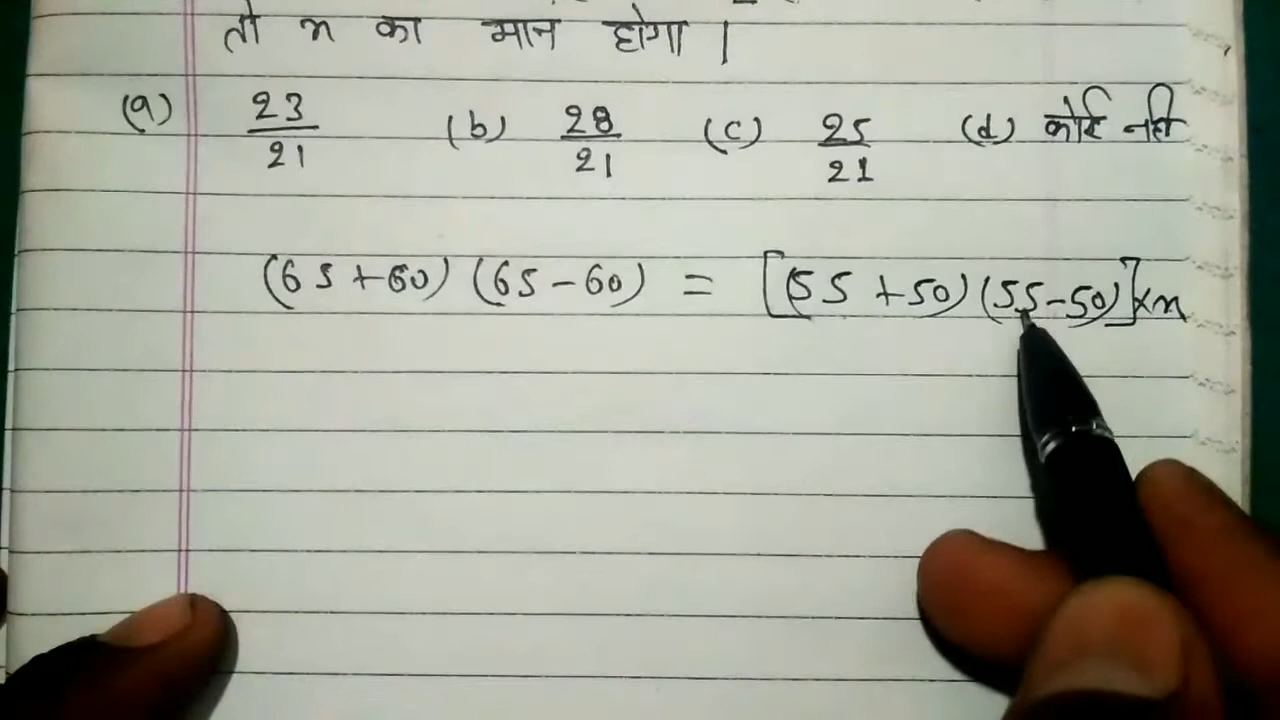 तो x का मान होगा ।
(a) 23/21 (b) 28/21 (c) 25/21 (d) कोई नही
(65+60) (65-60) = [(55+50) (55-50)]×x